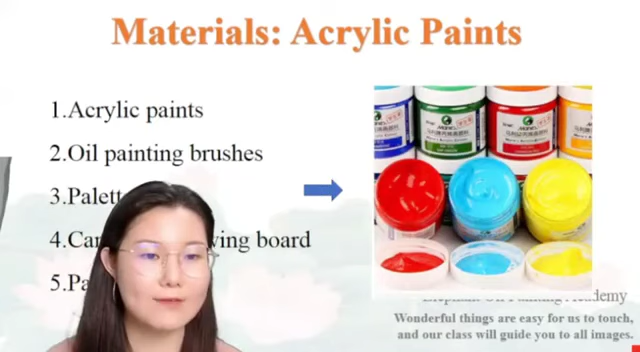 Materials: Acrylic Paints
1.Acrylic paints
2.Oil painting brushes
3.Palett
4.Can ving board
5.Pa
Oil Painting Academy
Wonderful things are easy for us to touch,
and our class will guide you to all images.